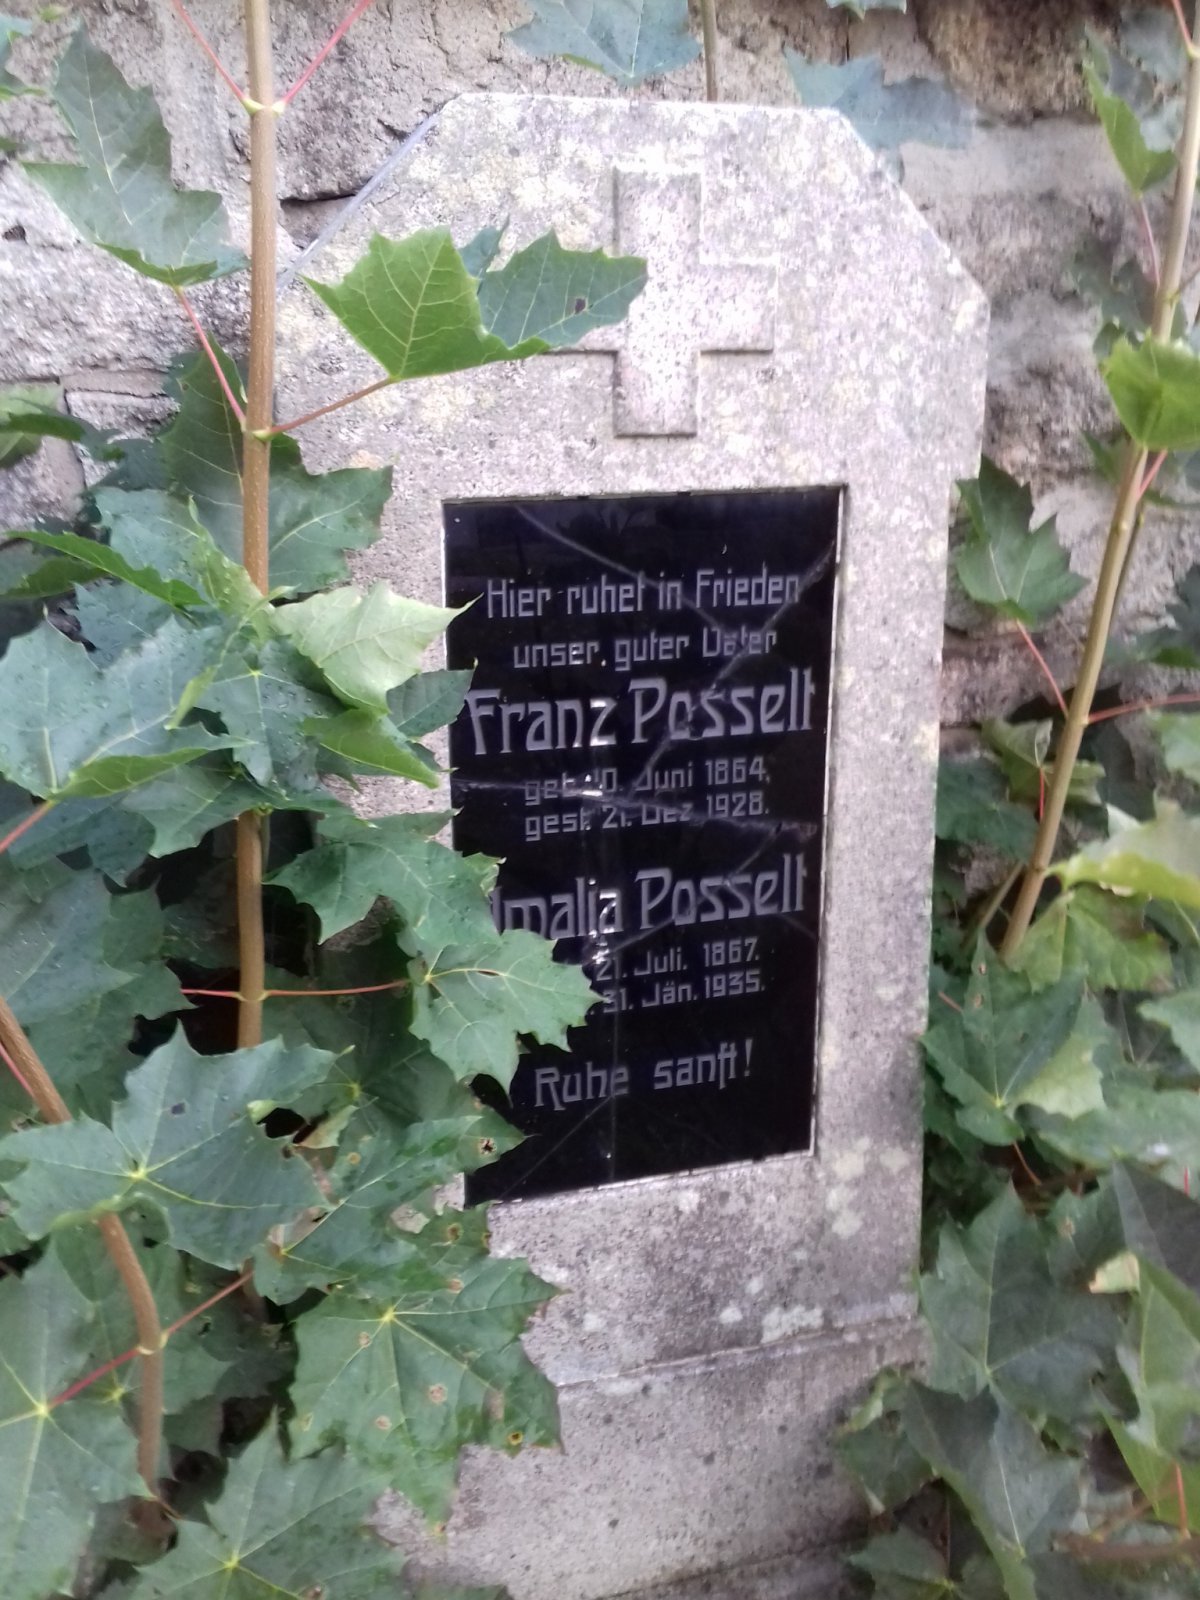 Hier ruhet in Frieden
unser guter Vater
Franz Posselt
geb. Juni 1864.
gest. 21. Dez 1928.
Posselt
21. Juli. 1867.
31. Jän. 1935.
Ruhe sanft!